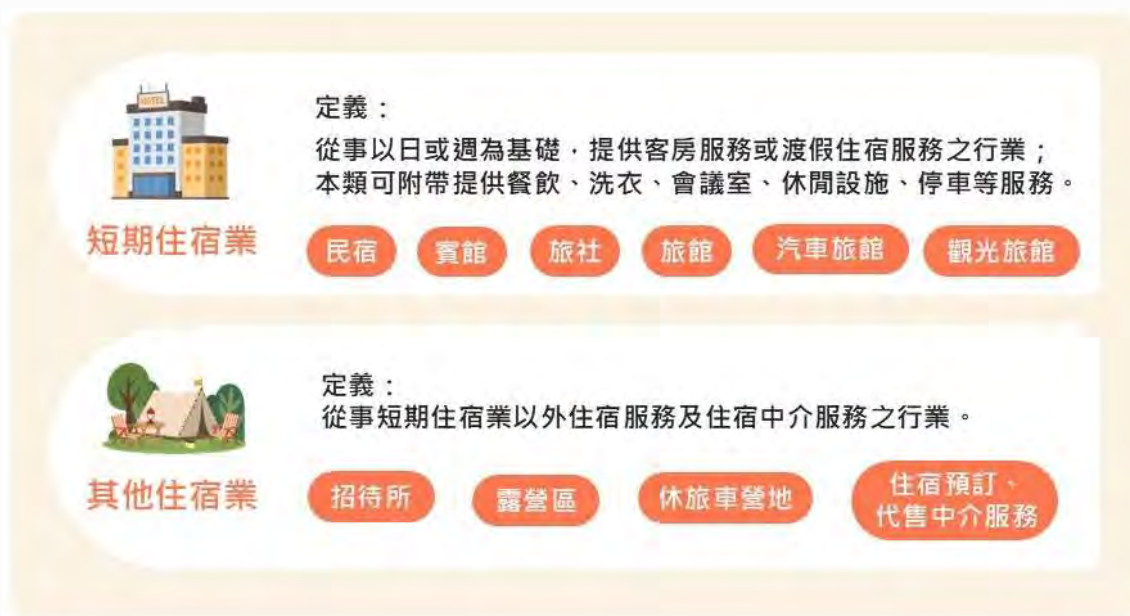 HOTEL
短期住宿業
定義：
從事以日或週為基礎，提供客房服務或渡假住宿服務之行業；
本類可附帶提供餐飲、洗衣、會議室、休閒設施、停車等服務。
民宿
賓館
旅社
旅館
汽車旅館
觀光旅館
其他住宿業
定義：
從事短期住宿業以外住宿服務及住宿中介服務之行業。
招待所
露營區
休旅車營地
住宿預訂、
代售中介服務